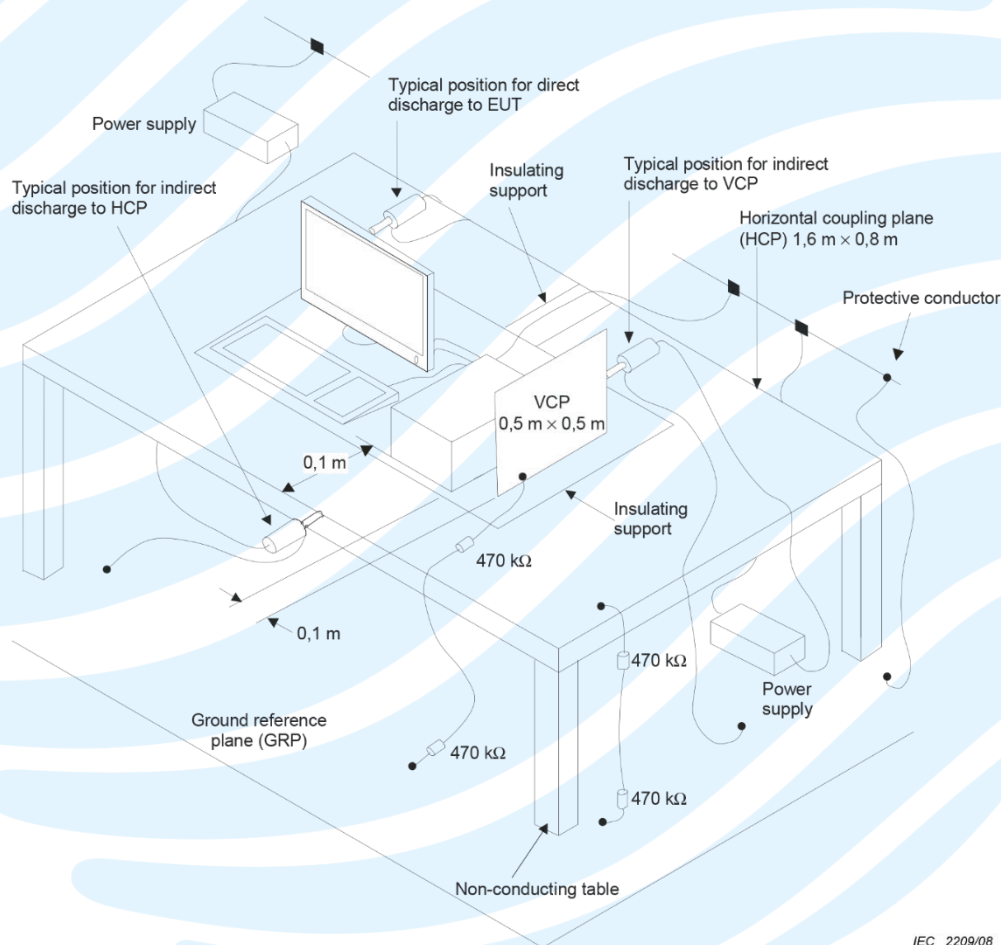 Typical position for direct
discharge to EUT
Power supply
Insulating
support
Typical position for indirect
discharge to VCP
Typical position for indirect
discharge to HCP
Horizontal coupling plane
(HCP) 1,6 m × 0,8 m
Protective conductor
VCP
0,5 m × 0,5 m
0,1 m
Insulating
support
470 kΩ
0,1 m
470 kΩ
Power
supply
Ground reference
plane (GRP)
470 kΩ
470 kΩ
Non-conducting table
IEC 2209/08